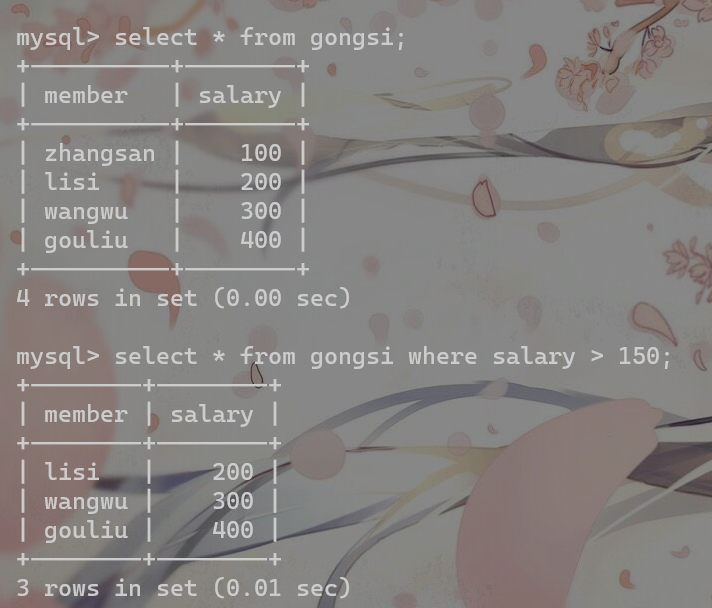 mysql> select * from gongsi;
+----------+--------+
| member   | salary |
+----------+--------+
| zhangsan |    100 |
| lisi     |    200 |
| wangwu   |    300 |
| gouliu   |    400 |
+----------+--------+
4 rows in set (0.00 sec)

mysql> select * from gongsi where salary > 150;
+--------+--------+
| member | salary |
+--------+--------+
| lisi   |    200 |
| wangwu |    300 |
| gouliu |    400 |
+--------+--------+
3 rows in set (0.01 sec)